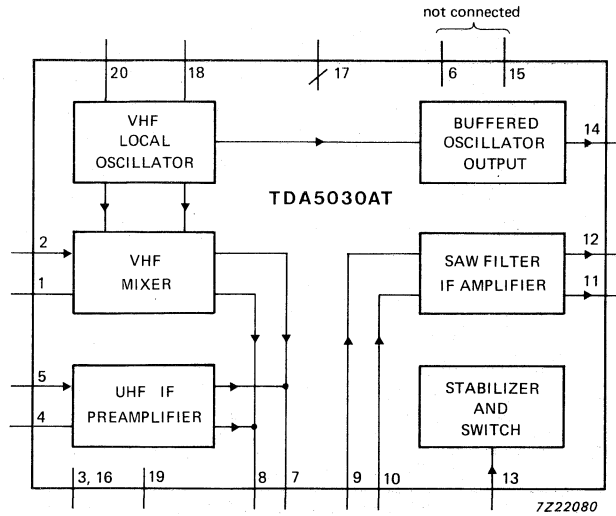 not connected
20
18
17
6
15
VHF
LOCAL
OSCILLATOR
BUFFERED
OSCILLATOR
OUTPUT
14
TDA5030AT
2
1
VHF
MIXER
SAW FILTER
IF AMPLIFIER
12
11
5
4
UHF IF
PREAMPLIFIER
STABILIZER
AND
SWITCH
3, 16
19
8
7
9
10
13
7Z22080